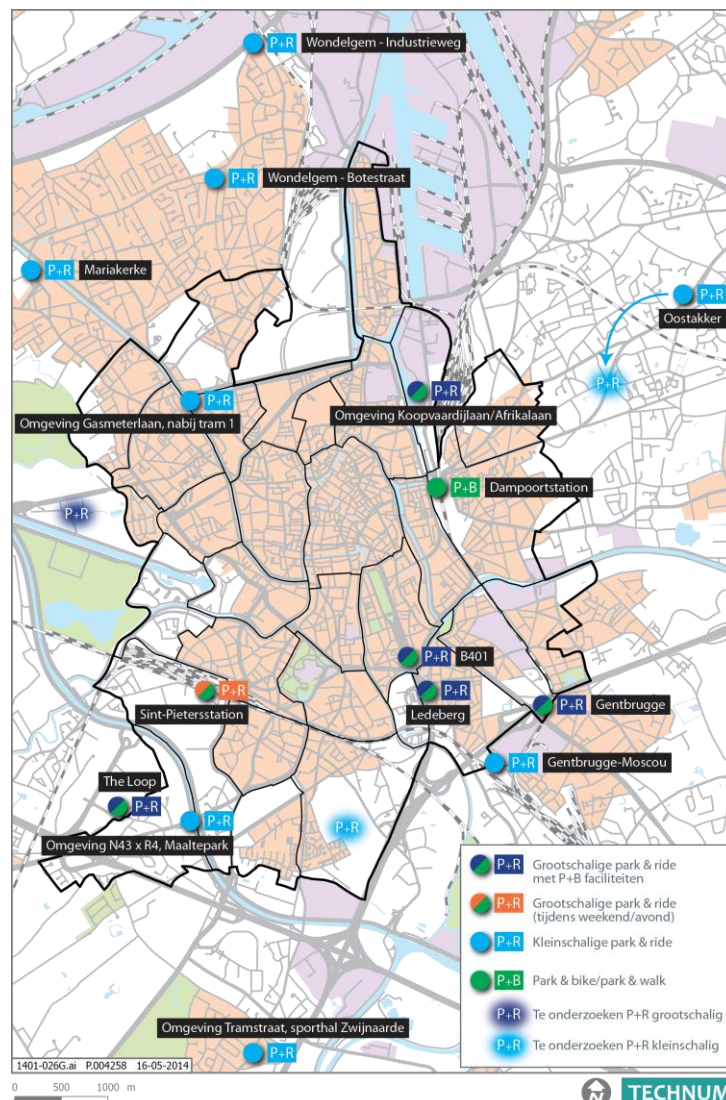 P+R Wondelgem - Industrieweg
P+R Wondelgem - Botestraat
P+R Mariakerke
P+R
Oostakker
P+R
P+R
Omgeving Gasmeterlaan, nabij tram 1
P+R
Omgeving Koopvaardijlaan/Afrikalaan
P+B Dampoortstation
P+R
P+R B401
P+R
Sint-Pietersstation
P+R
Ledeberg
P+R Gentbrugge
P+R Gentbrugge-Moscou
The Loop
P+R
P+R
Omgeving N43 x R4, Maaltepark
P+R
P+R Grootschalige park & ride
met P+B faciliteiten
P+R Grootschalige park & ride
(tijdens weekend/avond)
P+R Kleinschalige park & ride
P+B Park & bike/park & walk
P+R Te onderzoeken P+R grootschalig
P+R Te onderzoeken P+R kleinschalig
Omgeving Tramstraat, sporthal Zwijnaarde
P+R
1401-026G.ai P.004258 16-05-2014
0 500 1000 m
N TECHNUM